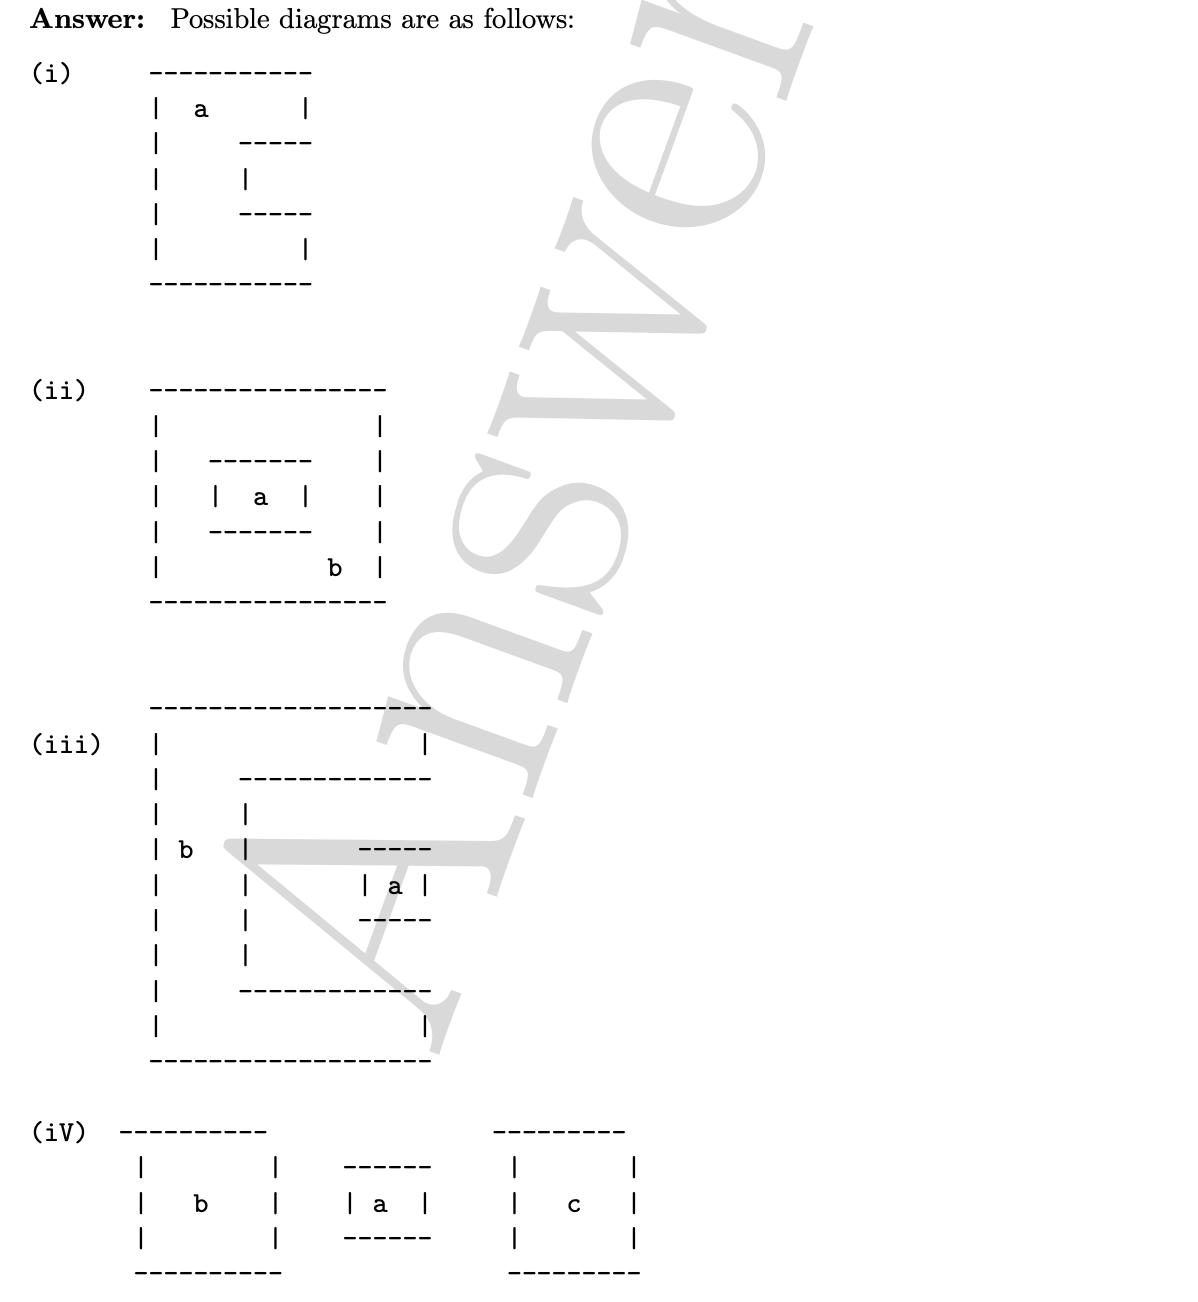 Answer: Possible diagrams are as follows:
(i) -----------
| a |
| -----
| |
| -----
| |
-----------
(ii) ----------------
| |
| ------- |
| | a | |
| ------- |
| b |
----------------
-------------------
(iii) | |
| -------------
| |
| b | -----
| | | a |
| | -----
| |
| -------------
| |
-------------------
(iV) ---------- ---------
| | ------ | |
| b | | a | | c |
| | ------ | |
---------- ---------
Answer